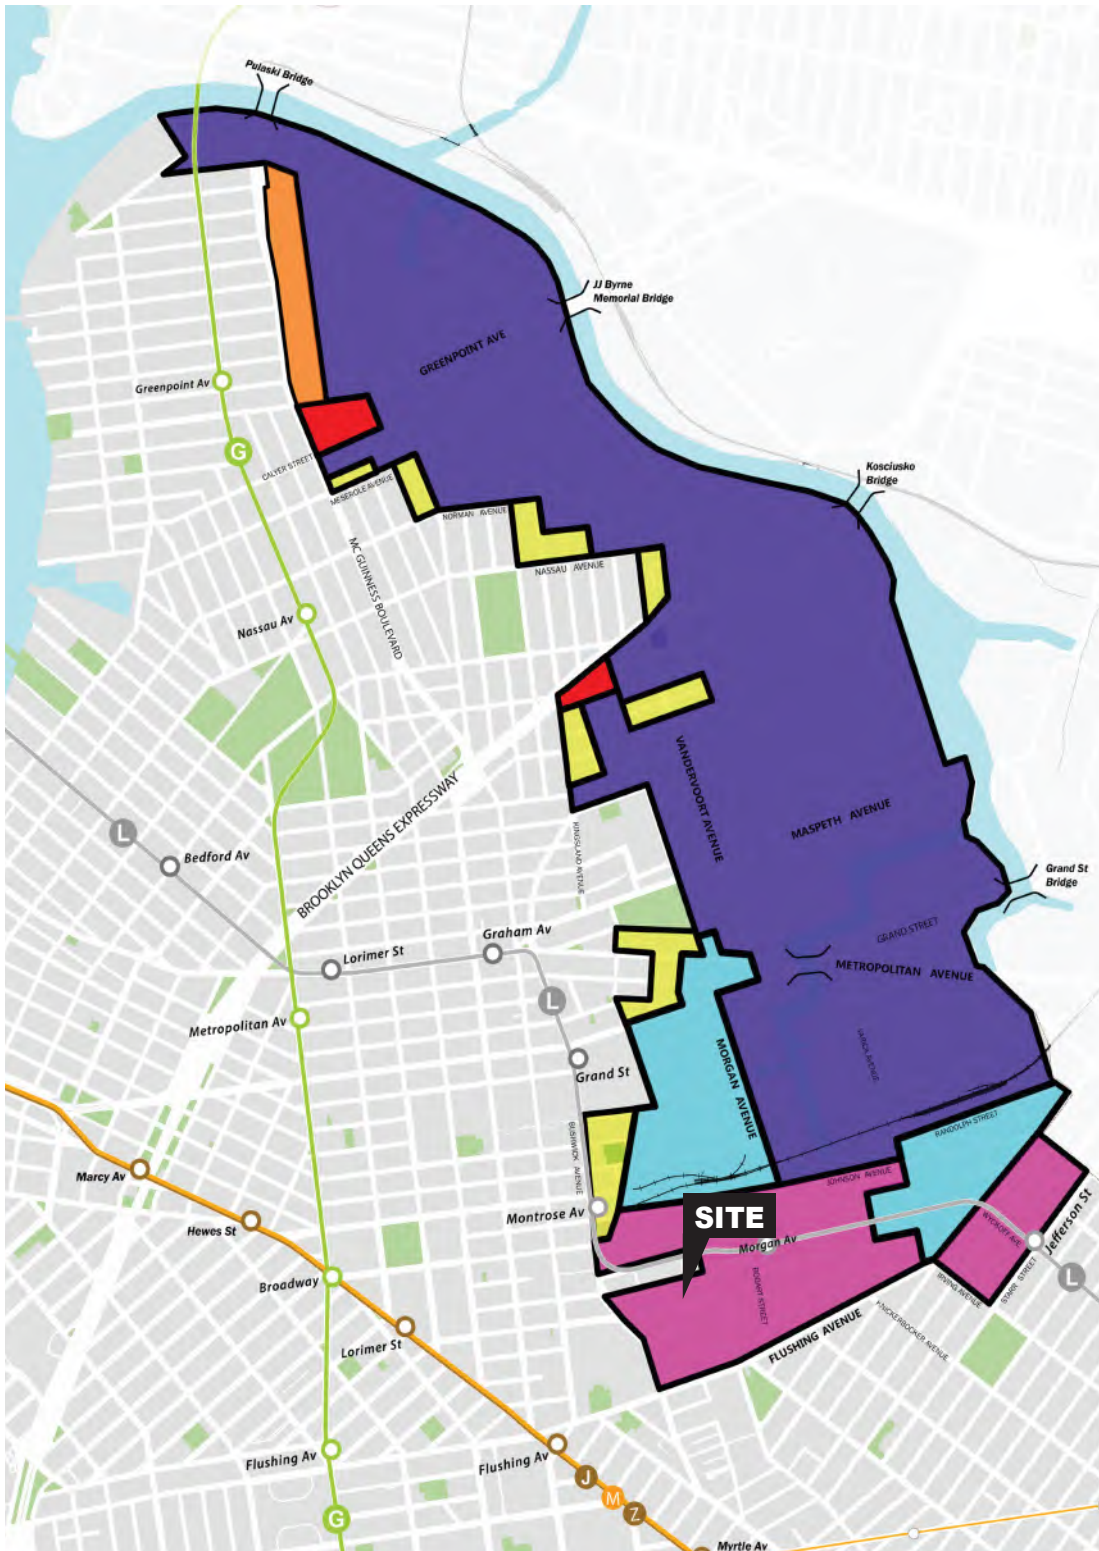 Pulaski Bridge
JJ Byrne
Memorial Bridge
GREENPOINT AVE
Greenpoint Av
G
CALYER STREET
MESEROLE AVENUE
Kosciusko
Bridge
NORMAN AVENUE
NASSAU AVENUE
MC GUINNESS BOULEVARD
Nassau Av
VANDERVOORT AVENUE
MASPETH AVENUE
BROOKLYN QUEENS EXPRESSWAY
KINGSLAND AVENUE
L
Bedford Av
Grand St
Bridge
GRAND STREET
METROPOLITAN AVENUE
Graham Av
Lorimer St
L
Metropolitan Av
Grand St
MORGAN AVENUE
VARICK AVENUE
RANDOLPH STREET
BUSHWICK AVENUE
JOHNSON AVENUE
Marcy Av
Montrose Av
SITE
Morgan Av
WYCKOFF AVE
Jefferson St
Hewes St
STARR STREET
L
IRVING AVENUE
Broadway
BOGART STREET
KNICKERBOCKER AVENUE
FLUSHING AVENUE
Lorimer St
Flushing Av
Flushing Av
J
M
Z
G
Myrtle Av